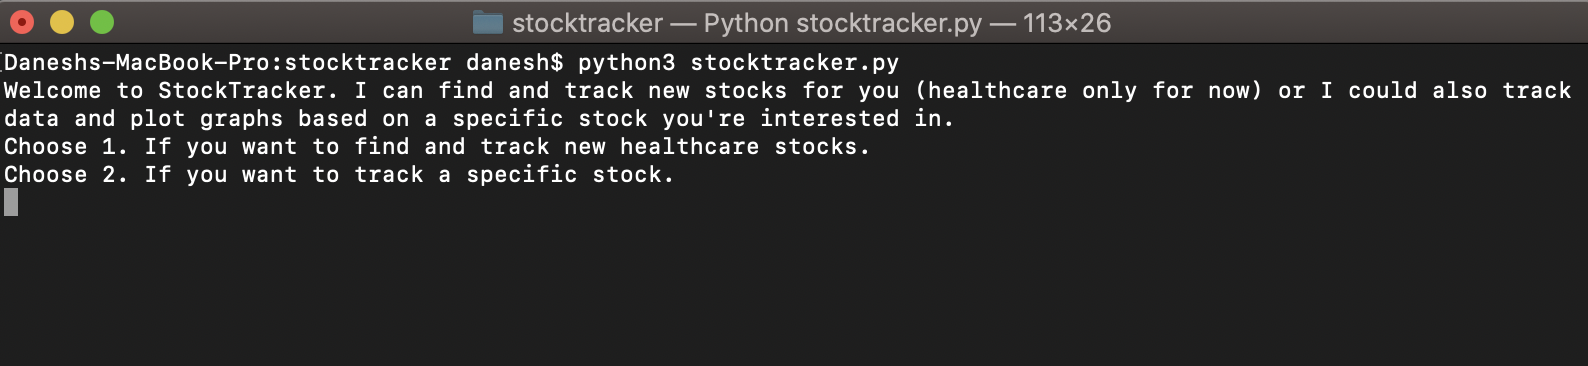 stocktracker — Python stocktracker.py — 113×26
Daneshs-MacBook-Pro:stocktracker danesh$ python3 stocktracker.py
Welcome to StockTracker. I can find and track new stocks for you (healthcare only for now) or I could also track
data and plot graphs based on a specific stock you're interested in.
Choose 1. If you want to find and track new healthcare stocks.
Choose 2. If you want to track a specific stock.